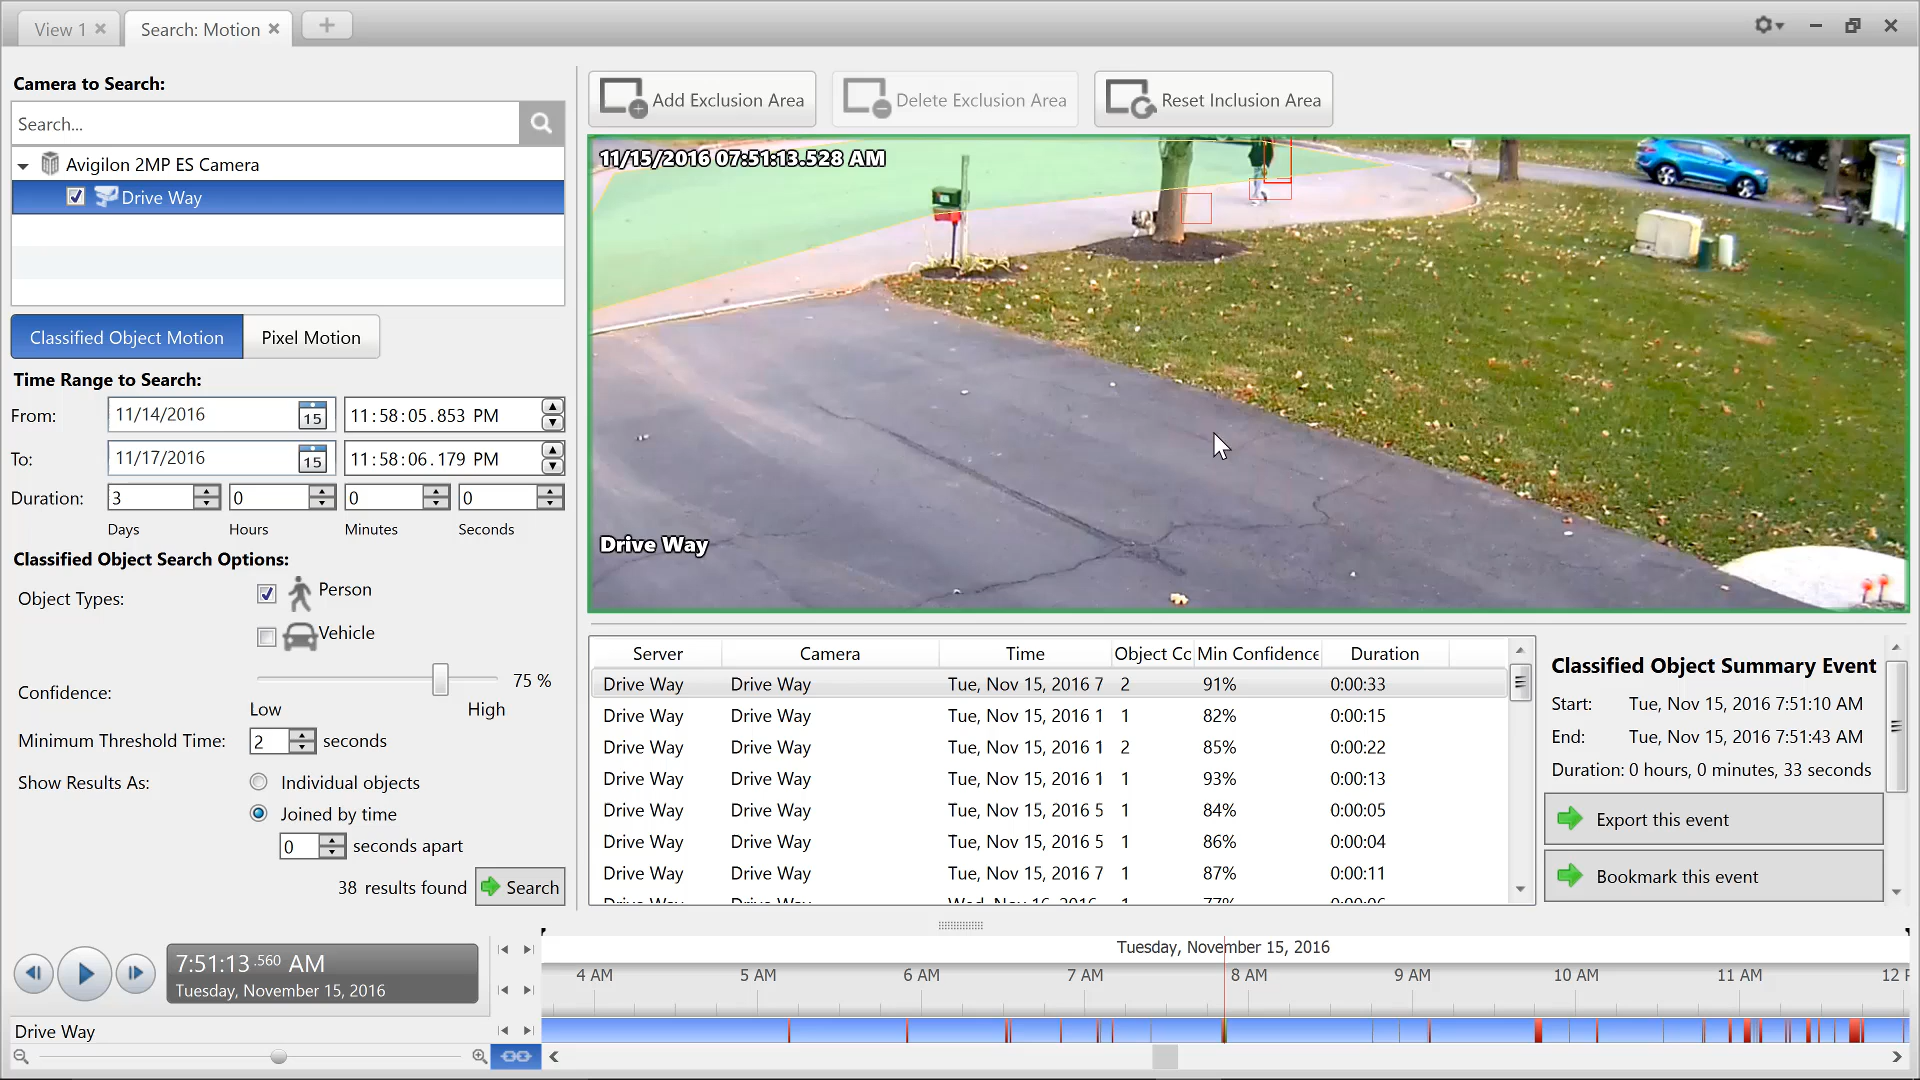 View 1
Search: Motion
Camera to Search:
Search...
Avigilon 2MP ES Camera
Drive Way
Classified Object Motion
Pixel Motion
Time Range to Search:
From: 11/14/2016 15 11:58:05.853 PM
To: 11/17/2016 15 11:58:06.179 PM
Duration: 3 0 0 0
Days Hours Minutes Seconds
Classified Object Search Options:
Object Types: Person
Vehicle
Confidence: 75 %
Low High
Minimum Threshold Time: 2 seconds
Show Results As: Individual objects
Joined by time
0 seconds apart
38 results found Search
Add Exclusion Area
Delete Exclusion Area
Reset Inclusion Area
11/15/2016 07:51:13.528 AM
Drive Way
Server Camera Time Object Co Min Confidence Duration
Drive Way Drive Way Tue, Nov 15, 2016 7 2 91% 0:00:33
Drive Way Drive Way Tue, Nov 15, 2016 1 1 82% 0:00:15
Drive Way Drive Way Tue, Nov 15, 2016 1 2 85% 0:00:22
Drive Way Drive Way Tue, Nov 15, 2016 1 1 93% 0:00:13
Drive Way Drive Way Tue, Nov 15, 2016 5 1 84% 0:00:05
Drive Way Drive Way Tue, Nov 15, 2016 5 1 86% 0:00:04
Drive Way Drive Way Tue, Nov 15, 2016 7 1 87% 0:00:11
Classified Object Summary Event
Start: Tue, Nov 15, 2016 7:51:10 AM
End: Tue, Nov 15, 2016 7:51:43 AM
Duration: 0 hours, 0 minutes, 33 seconds
Export this event
Bookmark this event
7:51:13.560 AM
Tuesday, November 15, 2016
Tuesday, November 15, 2016
4 AM 5 AM 6 AM 7 AM 8 AM 9 AM 10 AM 11 AM 12 P
Drive Way